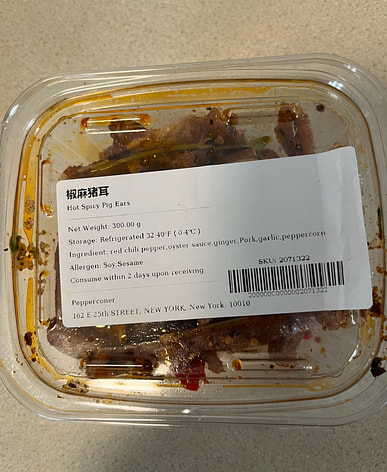 椒麻猪耳
Hot Spicy Pig Ears
Net Weight: 300.00 g
Storage: Refrigerated 32-40°F ( 0-4℃ )
Ingredient: red chili pepper,oyster sauce,ginger,Pork,garlic,peppercorn
Allergen: Soy,Sesame
Consume within 2 days upon receiving
SKU: 2071322
2000000000002071322
Pepperconer
162 E 25th STREET, NEW YORK, New York. 10010